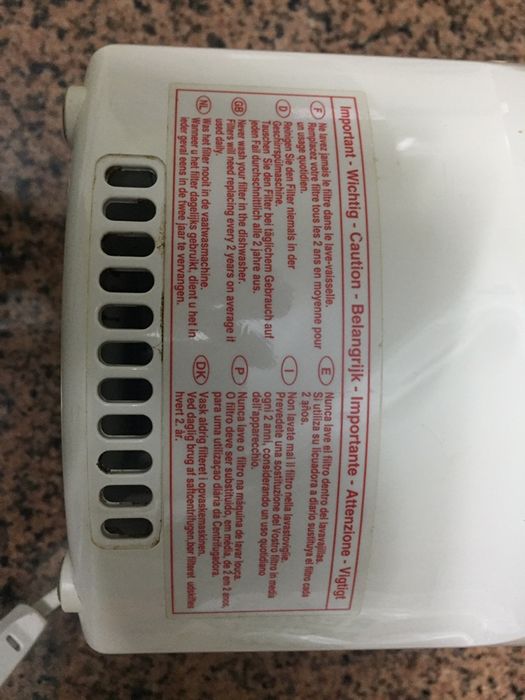 Important - Wichtig - Caution - Belangrijk - Importante - Attenzione - Vigtigt
F Ne lavez jamais le filtre dans le lave-vaisselle.
Remplacez votre filtre tous les 2 ans en moyenne pour
un usage quotidien.
D Reinigen Sie den Filter niemals in der
Geschirrspülmaschine.
Tauschen Sie den Filter bei täglichem Gebrauch auf
jeden Fall durchschnittlich alle 2 jahre aus.
GB Never wash your filter in the dishwasher.
Filters will need replacing every 2 years on average if
used daily.
NL Was het filter nooit in de vaatwasmachine.
Wanneer u het filter dagelijks gebruikt, dient u het in
ieder geval eens in de twee jaar te vervangen.
E Nunca lave el filtro dentro del lavavajillas.
Si utiliza su licuadora a diario sustituya el filtro cada
2 años.
I Non lavate mai il filtro nella lavastoviglie.
Prevedete una sostituzione del Vostro filtro in media
ogni 2 anni, considerando un uso quotidiano
dell'apparecchio.
P Nunca lave o filtro na máquina de lavar louça.
O filtro deve ser substituído, em média, de 2 em 2 anos,
para uma utilização diária da Centrifugadora.
DK Vask aldrig filteret i opvaskemaskinen.
Ved daglig brug af saftcentrifugen,bør filteret udskiftes
hvert 2. år.